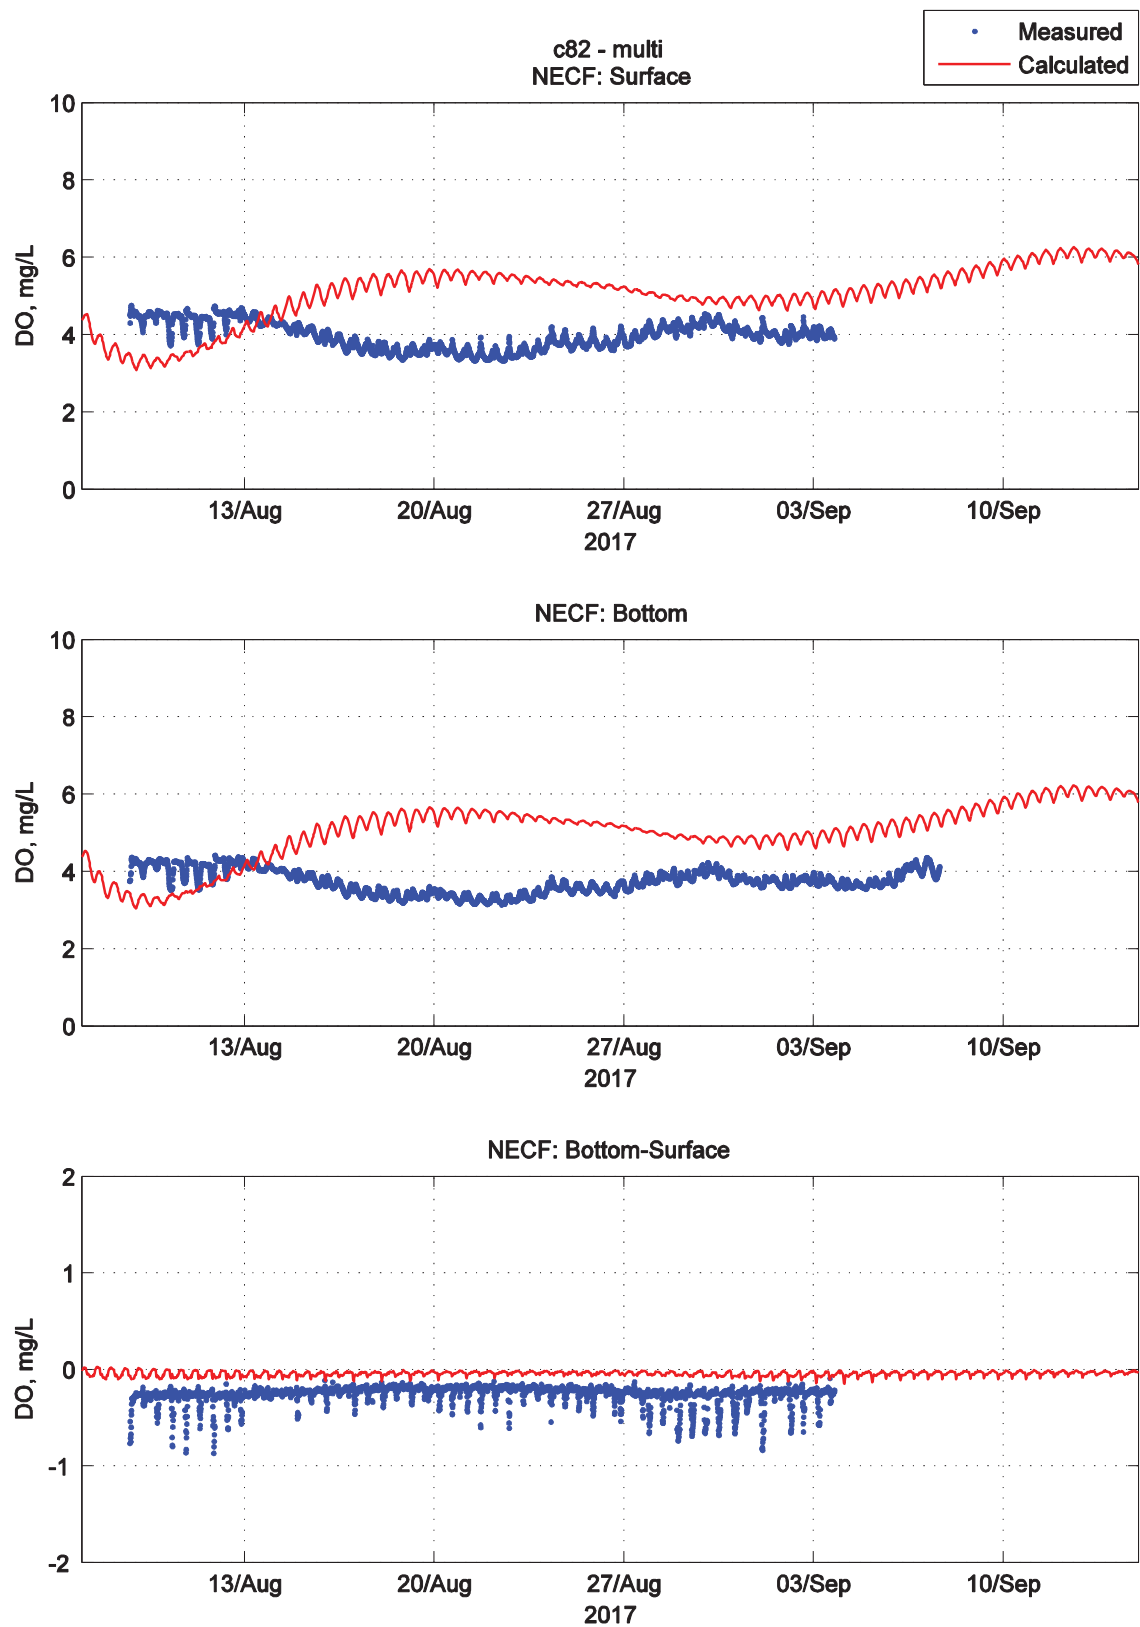 Measured
Calculated
c82 - multi
NECF: Surface
10
8
6
4
2
0
DO, mg/L
13/Aug 20/Aug 27/Aug 03/Sep 10/Sep
2017
NECF: Bottom
10
8
6
4
2
0
DO, mg/L
13/Aug 20/Aug 27/Aug 03/Sep 10/Sep
2017
NECF: Bottom-Surface
2
1
0
-1
-2
DO, mg/L
13/Aug 20/Aug 27/Aug 03/Sep 10/Sep
2017